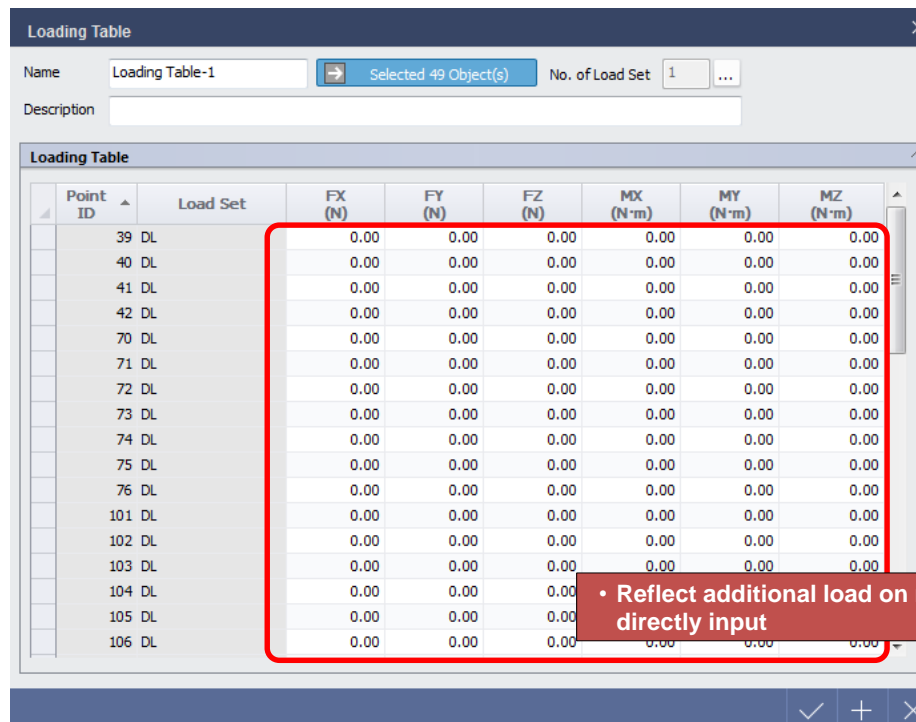 Loading Table
Name Loading Table-1 Selected 49 Object(s) No. of Load Set 1 ...
Description
Loading Table
Point ID Load Set FX (N) FY (N) FZ (N) MX (N·m) MY (N·m) MZ (N·m)
39 DL 0.00 0.00 0.00 0.00 0.00 0.00
40 DL 0.00 0.00 0.00 0.00 0.00 0.00
41 DL 0.00 0.00 0.00 0.00 0.00 0.00
42 DL 0.00 0.00 0.00 0.00 0.00 0.00
70 DL 0.00 0.00 0.00 0.00 0.00 0.00
71 DL 0.00 0.00 0.00 0.00 0.00 0.00
72 DL 0.00 0.00 0.00 0.00 0.00 0.00
73 DL 0.00 0.00 0.00 0.00 0.00 0.00
74 DL 0.00 0.00 0.00 0.00 0.00 0.00
75 DL 0.00 0.00 0.00 0.00 0.00 0.00
76 DL 0.00 0.00 0.00 0.00 0.00 0.00
101 DL 0.00 0.00 0.00 0.00 0.00 0.00
102 DL 0.00 0.00 0.00 0.00 0.00 0.00
103 DL 0.00 0.00 0.00 0.00 0.00 0.00
104 DL 0.00 0.00 0.00
105 DL 0.00 0.00 0.00
106 DL 0.00 0.00 0.00 0.00 0.00 0.00
• Reflect additional load on
directly input